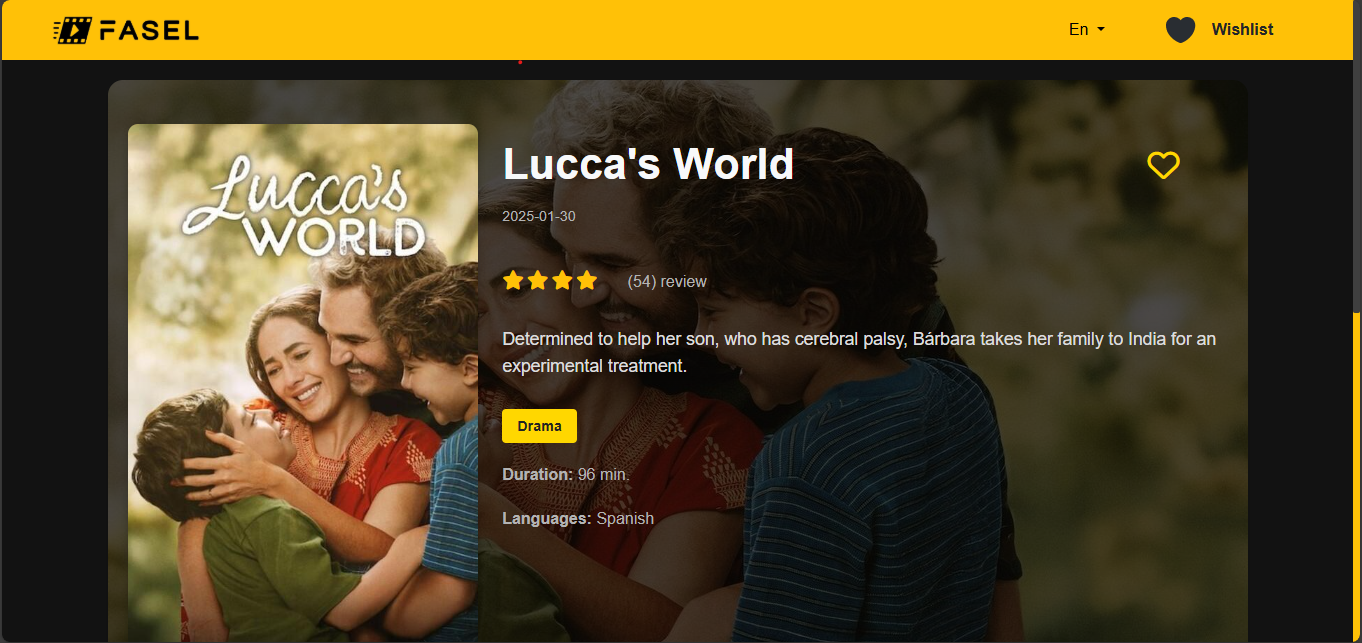 FASEL
En
Wishlist
Lucca's
WORLD
Lucca's World
2025-01-30
(54) review
Determined to help her son, who has cerebral palsy, Bárbara takes her family to India for an
experimental treatment.
Drama
Duration: 96 min.
Languages: Spanish